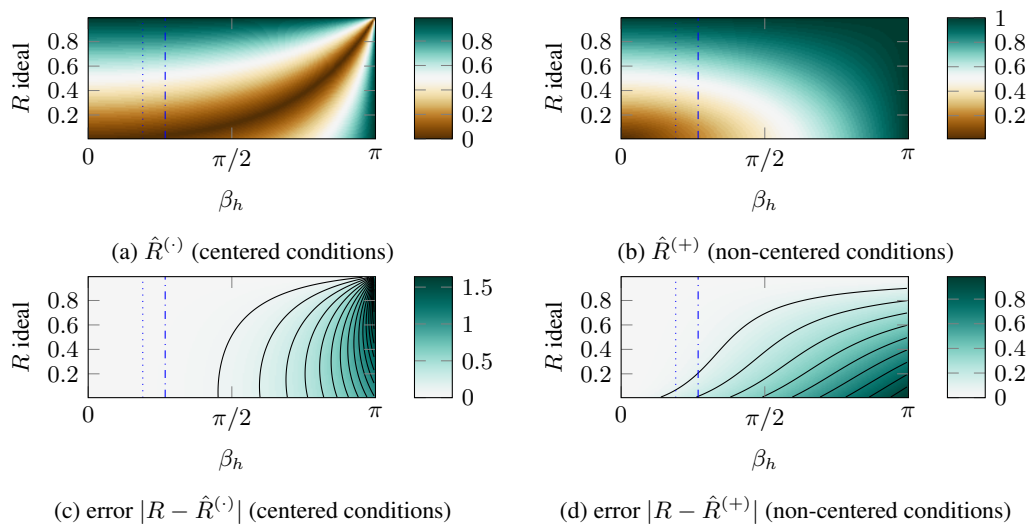 0.8
0.6
0.4
0.2
R ideal
0
π/2
π
β_h
0.8
0.6
0.4
0.2
0
(a) R̂^(·) (centered conditions)
0.8
0.6
0.4
0.2
R ideal
0
π/2
π
β_h
1
0.8
0.6
0.4
0.2
(b) R̂^(+) (non-centered conditions)
0.8
0.6
0.4
0.2
R ideal
0
π/2
π
β_h
1.5
1
0.5
0
(c) error |R − R̂^(·)| (centered conditions)
0.8
0.6
0.4
0.2
R ideal
0
π/2
π
β_h
0.8
0.6
0.4
0.2
0
(d) error |R − R̂^(+)| (non-centered conditions)